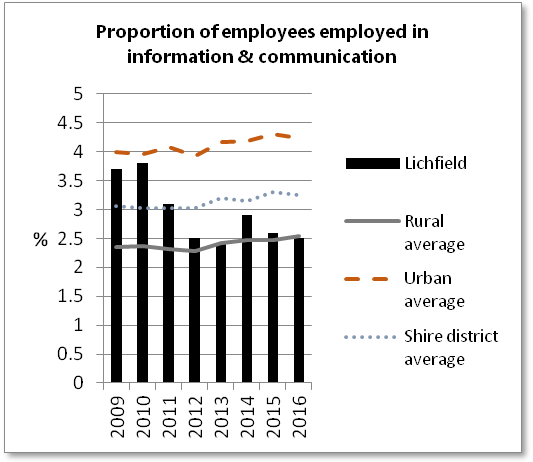 Proportion of employees employed in
information & communication
5
4.5
4
3.5
3
2.5
2
1.5
1
0.5
0
%
2009
2010
2011
2012
2013
2014
2015
2016
Lichfield
Rural
average
Urban
average
Shire district
average